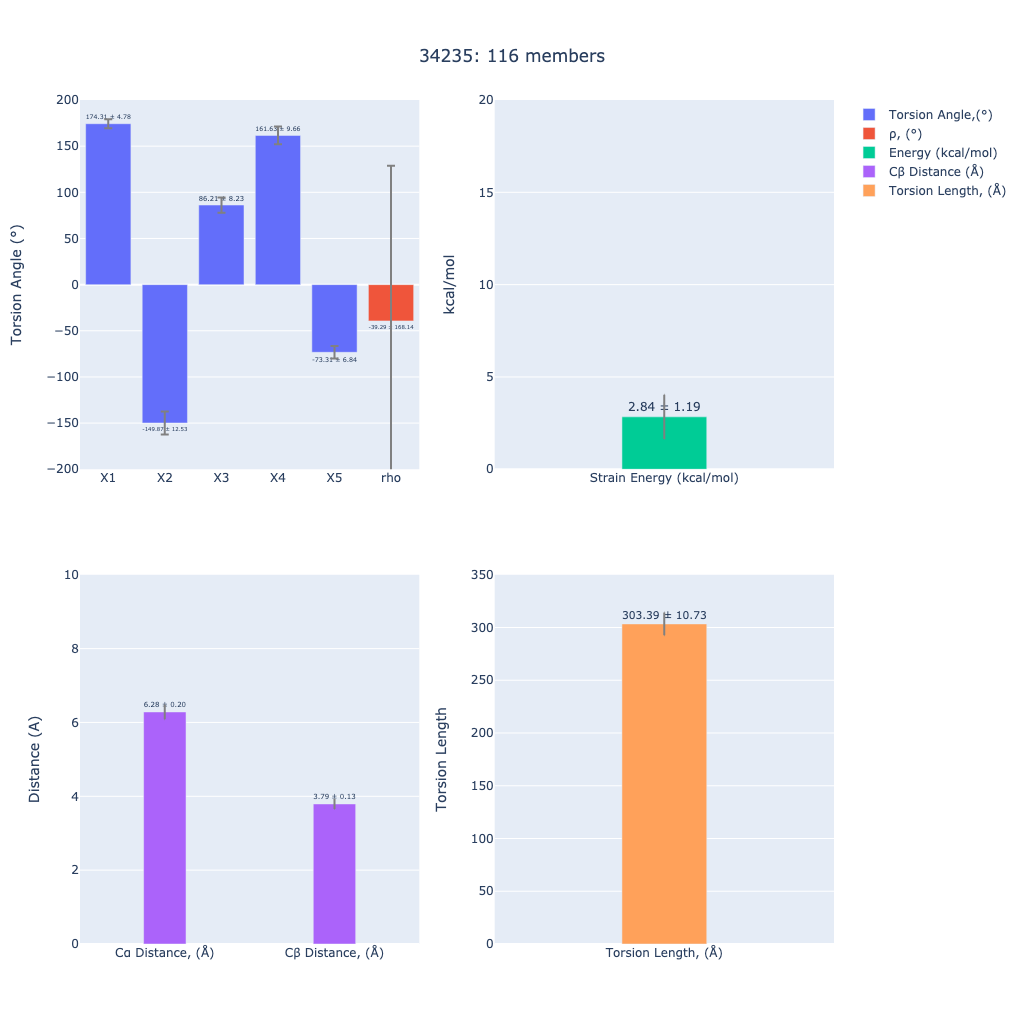 34235: 116 members
200
150
100
50
0
−50
−100
−150
−200
Torsion Angle (°)
174.31 ± 4.78
-149.87 ± 12.53
86.21 ± 8.23
161.63 ± 9.66
-73.31 ± 6.84
-39.29 ± 168.14
X1 X2 X3 X4 X5 rho
20
15
10
5
0
kcal/mol
2.84 ± 1.19
Strain Energy (kcal/mol)
Torsion Angle,(°)
ρ, (°)
Energy (kcal/mol)
Cβ Distance (Å)
Torsion Length, (Å)
10
8
6
4
2
0
Distance (A)
6.28 ± 0.20
3.79 ± 0.13
Cα Distance, (Å) Cβ Distance, (Å)
350
300
250
200
150
100
50
0
Torsion Length
303.39 ± 10.73
Torsion Length, (Å)